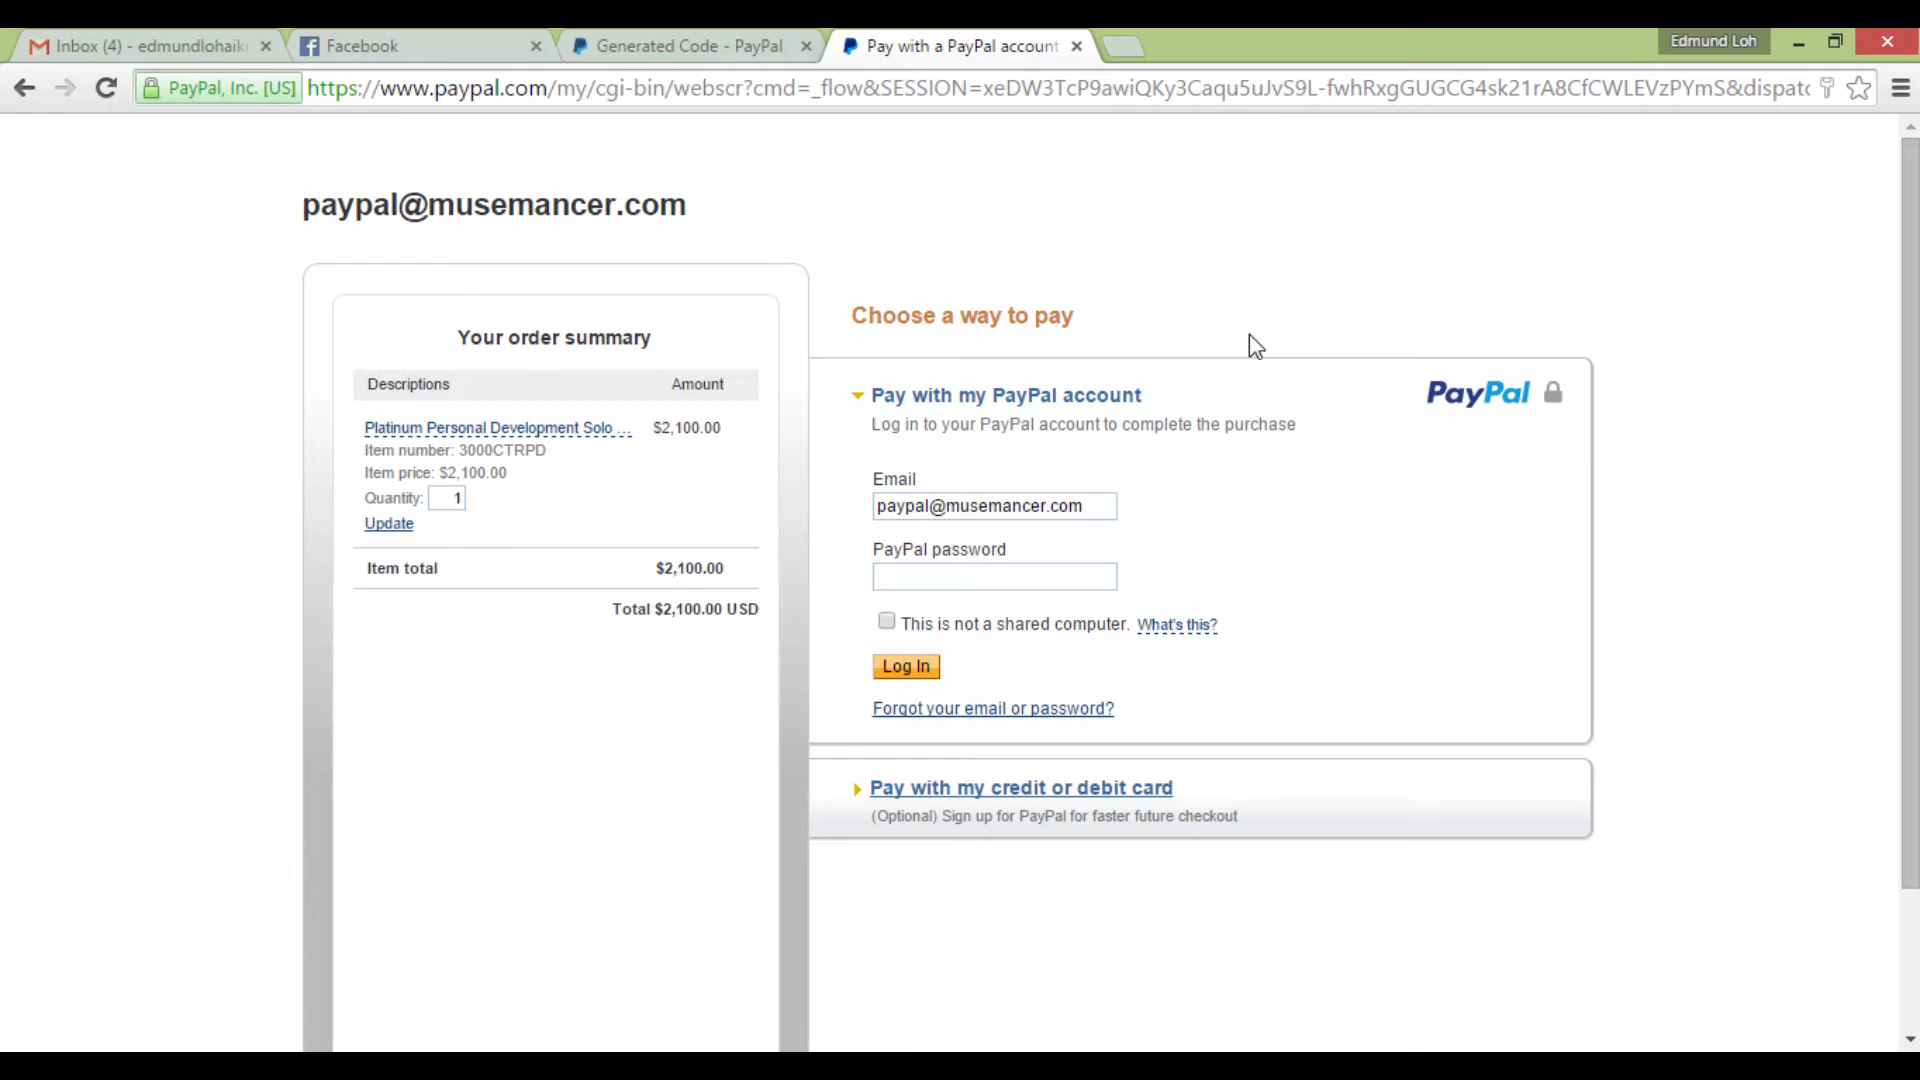 Inbox (4) - edmundlohaik
Facebook
Generated Code - PayPal
Pay with a PayPal account
Edmund Loh
PayPal, Inc. [US]
https://www.paypal.com/my/cgi-bin/webscr?cmd=_flow&SESSION=xeDW3TcP9awiQKy3Caqu5uJvS9L-fwhRxgGUGCG4sk21rA8CfCWLEVzPYmS&dispatc
paypal@musemancer.com
Your order summary
Descriptions Amount
Platinum Personal Development Solo ... $2,100.00
Item number: 3000CTRPD
Item price: $2,100.00
Quantity: 1
Update
Item total $2,100.00
Total $2,100.00 USD
Choose a way to pay
Pay with my PayPal account
PayPal
Log in to your PayPal account to complete the purchase
Email
paypal@musemancer.com
PayPal password
This is not a shared computer. What's this?
Log In
Forgot your email or password?
Pay with my credit or debit card
(Optional) Sign up for PayPal for faster future checkout